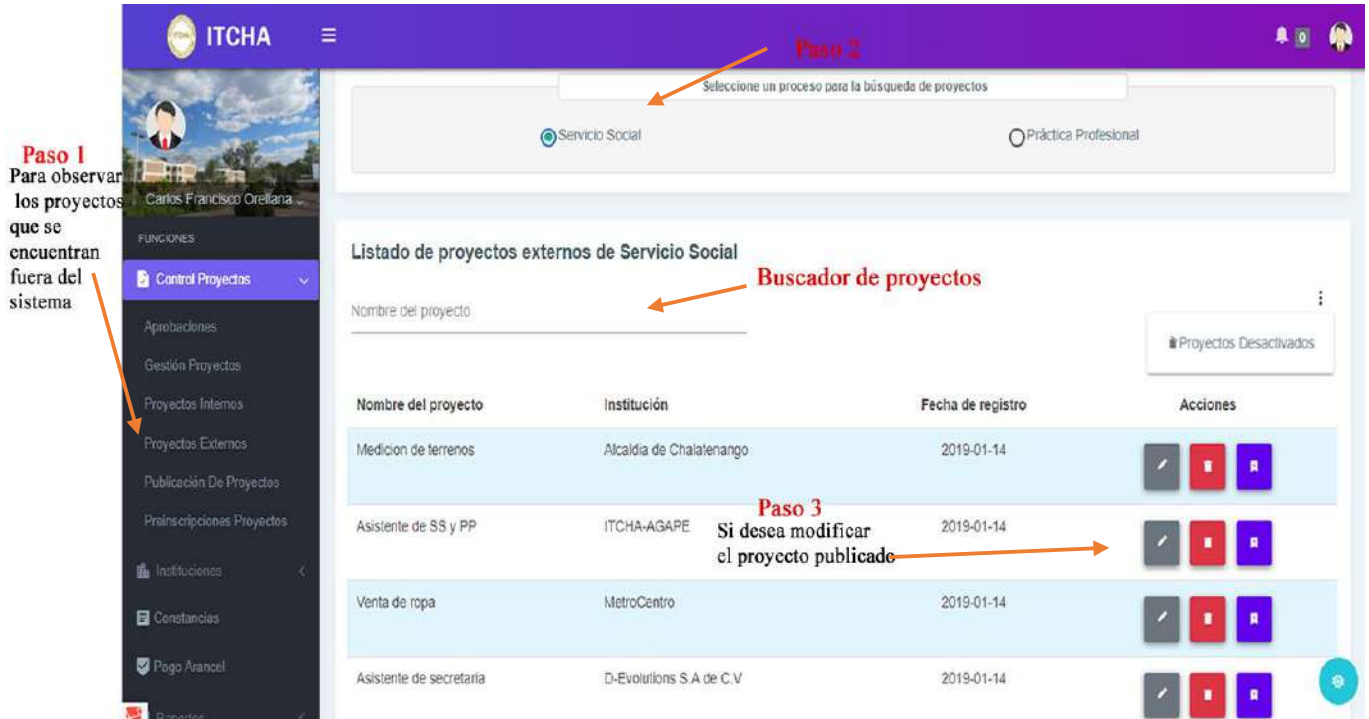 ITCHA
0
Paso 2
Seleccione un proceso para la búsqueda de proyectos
Servicio Social
Práctica Profesional
Paso 1
Para observar
los proyectos
que se
encuentran
fuera del
sistema
Carlos Francisco Orellana
FUNCIONES
Control Proyectos
Aprobaciones
Gestión Proyectos
Proyectos Internos
Proyectos Externos
Publicación De Proyectos
Preinscripciones Proyectos
Instituciones
Constancias
Pago Arancel
Reportes
Listado de proyectos externos de Servicio Social
Buscador de proyectos
Nombre del proyecto
Proyectos Desactivados
Nombre del proyecto Institución Fecha de registro Acciones
Medicion de terrenos Alcaldia de Chalatenango 2019-01-14
Asistente de SS y PP ITCHA-AGAPE 2019-01-14
Paso 3
Si desea modificar
el proyecto publicado
Venta de ropa MetroCentro 2019-01-14
Asistente de secretaria D-Evolutions S.A de C.V 2019-01-14